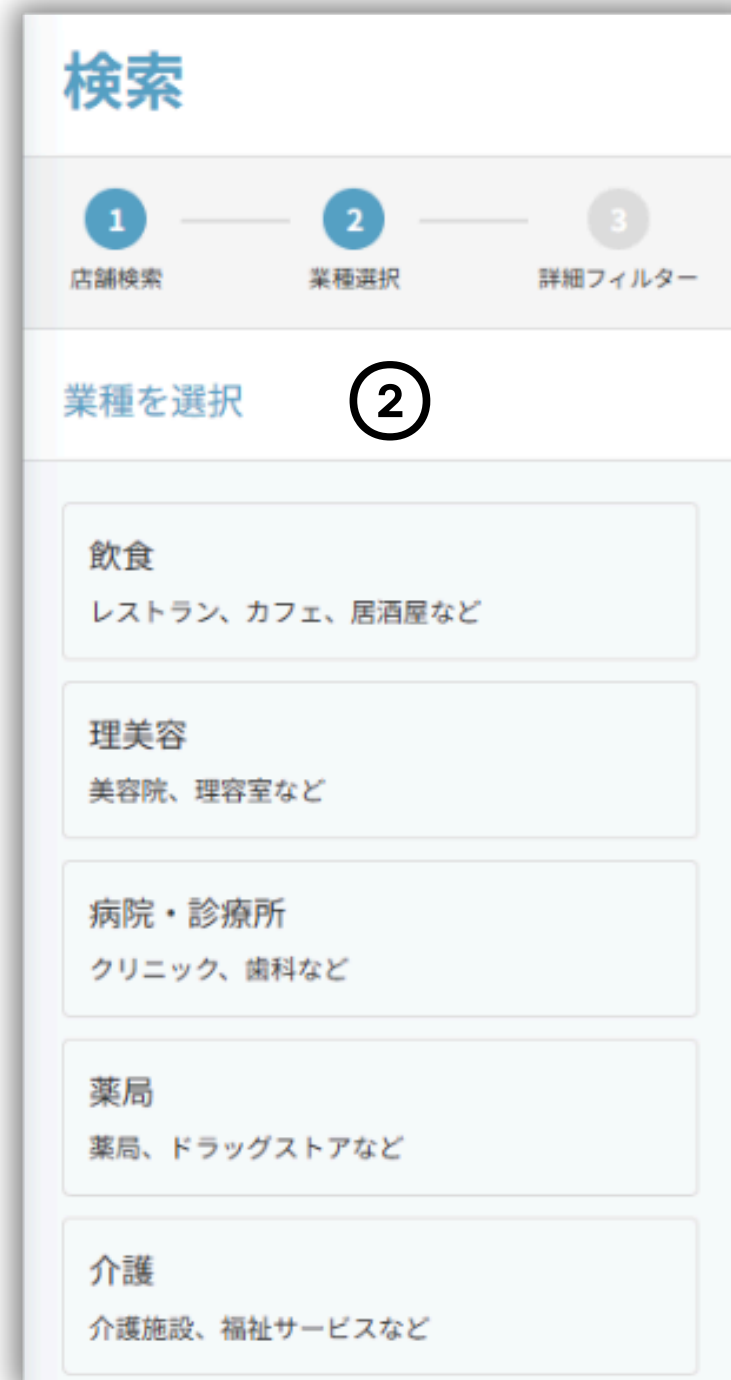 検索
1 2 3
店舗検索 業種選択 詳細フィルター
業種を選択 2
飲食
レストラン、カフェ、居酒屋など
理美容
美容院、理容室など
病院・診療所
クリニック、歯科など
薬局
薬局、ドラッグストアなど
介護
介護施設、福祉サービスなど